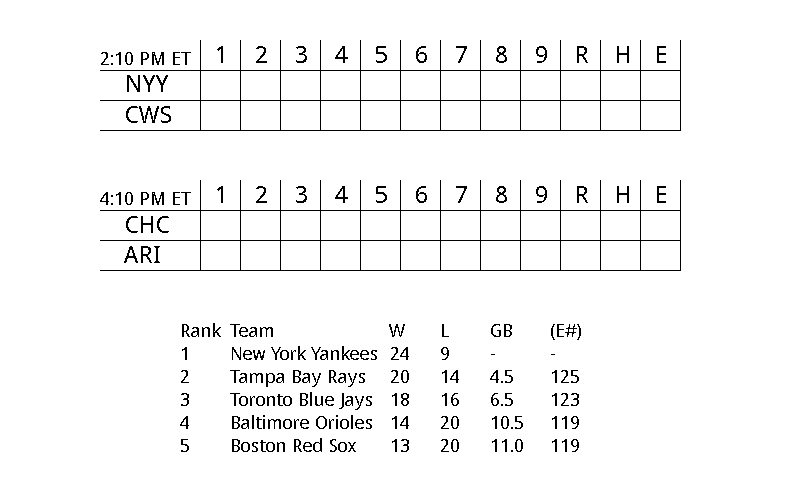 2:10 PM ET 1 2 3 4 5 6 7 8 9 R H E
NYY
CWS
4:10 PM ET 1 2 3 4 5 6 7 8 9 R H E
CHC
ARI
Rank Team W L GB (E#)
1 New York Yankees 24 9 - -
2 Tampa Bay Rays 20 14 4.5 125
3 Toronto Blue Jays 18 16 6.5 123
4 Baltimore Orioles 14 20 10.5 119
5 Boston Red Sox 13 20 11.0 119